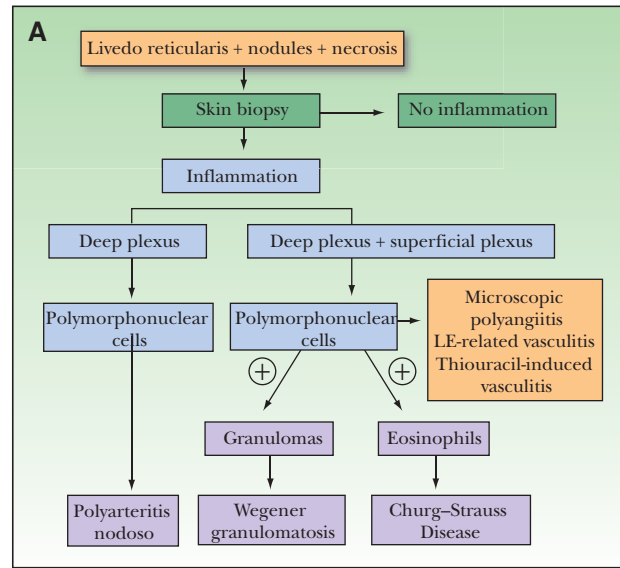 A
Livedo reticularis + nodules + necrosis
Skin biopsy
No inflammation
Inflammation
Deep plexus
Deep plexus + superficial plexus
Polymorphonuclear
cells
Polymorphonuclear
cells
Microscopic
polyangiitis
LE-related vasculitis
Thiouracil-induced
vasculitis
+
+
Granulomas
Eosinophils
Polyarteritis
nodoso
Wegener
granulomatosis
Churg–Strauss
Disease